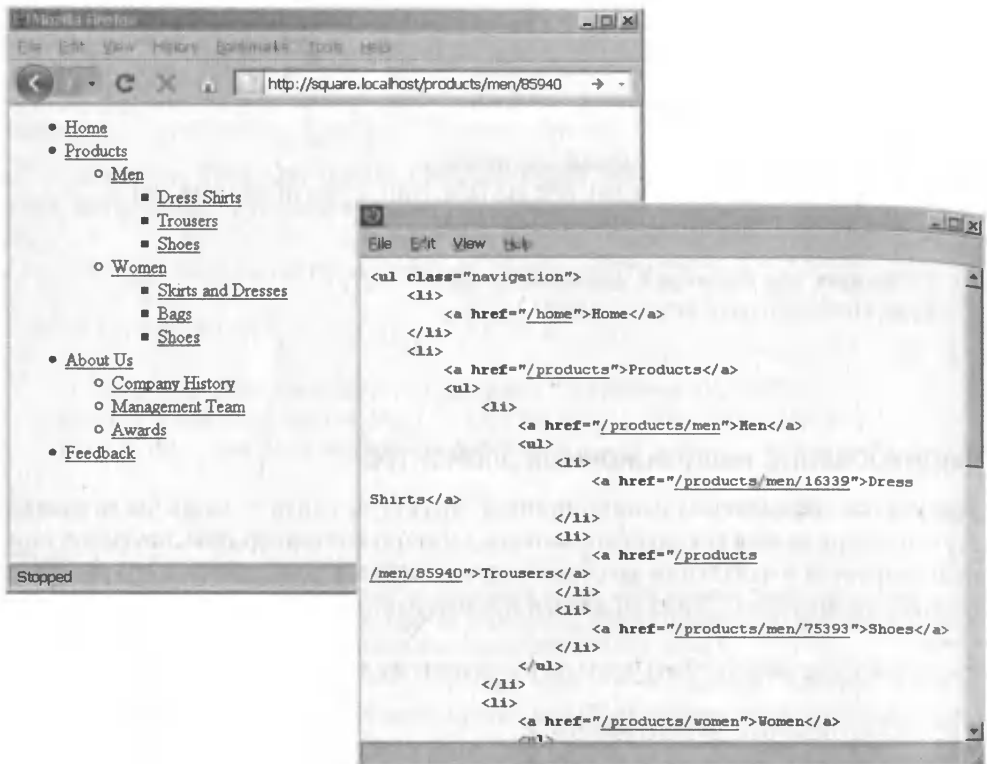 Mozilla Firefox
File Edit View History Bookmarks Tools Help
http://square.localhost/products/men/85940
Home
Products
Men
Dress Shirts
Trousers
Shoes
Women
Skirts and Dresses
Bags
Shoes
About Us
Company History
Management Team
Awards
Feedback
Stopped
File Edit View Help
<ul class="navigation">
<li>
<a href="/home">Home</a>
</li>
<li>
<a href="/products">Products</a>
<ul>
<li>
<a href="/products/men">Men</a>
<ul>
<li>
<a href="/products/men/16339">Dress
Shirts</a>
</li>
<li>
<a href="/products
/men/85940">Trousers</a>
</li>
<li>
<a href="/products/men/75393">Shoes</a>
</li>
</ul>
</li>
<li>
<a href="/products/women">Women</a>
<ul>